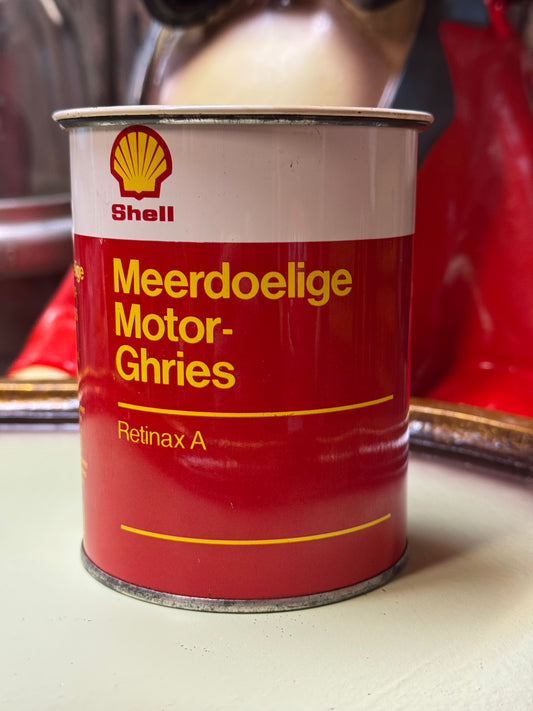 Shell
Meerdoelige
Motor-
Ghries
Retinax A